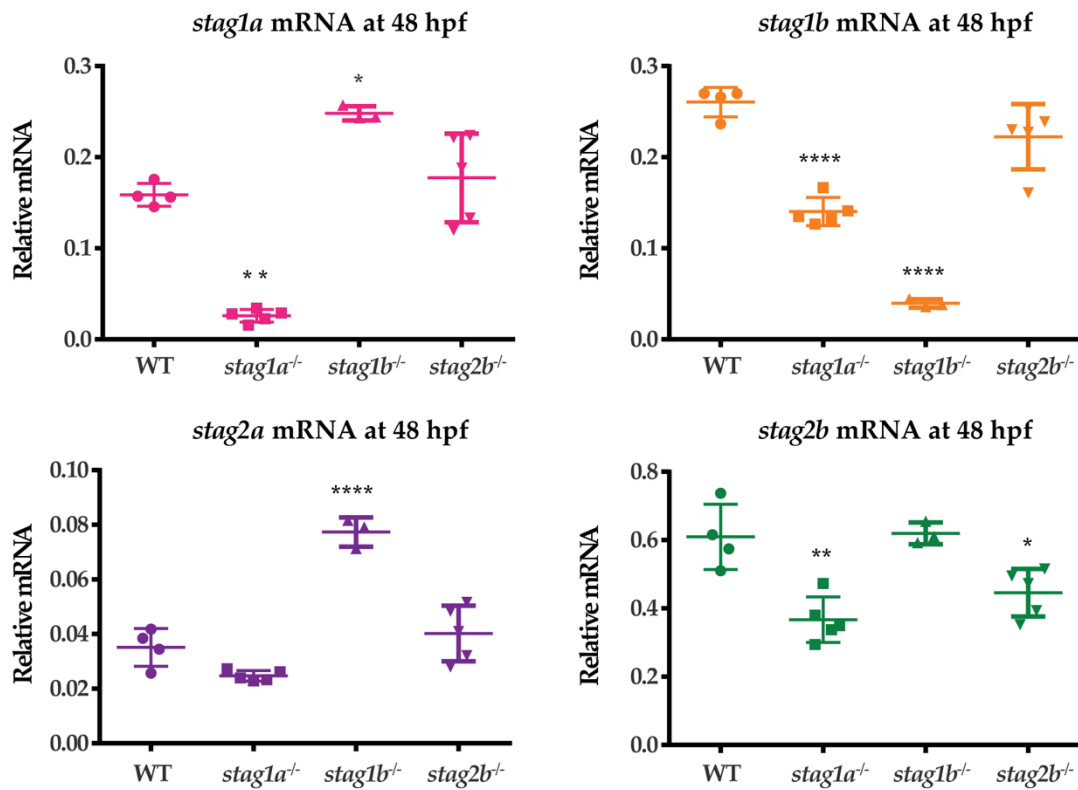 stag1a mRNA at 48 hpf
Relative mRNA
0.3
0.2
0.1
0.0
*
* *
WT stag1a-/- stag1b-/- stag2b-/-
stag1b mRNA at 48 hpf
Relative mRNA
0.3
0.2
0.1
0.0
****
****
WT stag1a-/- stag1b-/- stag2b-/-
stag2a mRNA at 48 hpf
Relative mRNA
0.10
0.08
0.06
0.04
0.02
0.00
****
WT stag1a-/- stag1b-/- stag2b-/-
stag2b mRNA at 48 hpf
Relative mRNA
0.8
0.6
0.4
0.2
0.0
**
*
WT stag1a-/- stag1b-/- stag2b-/-